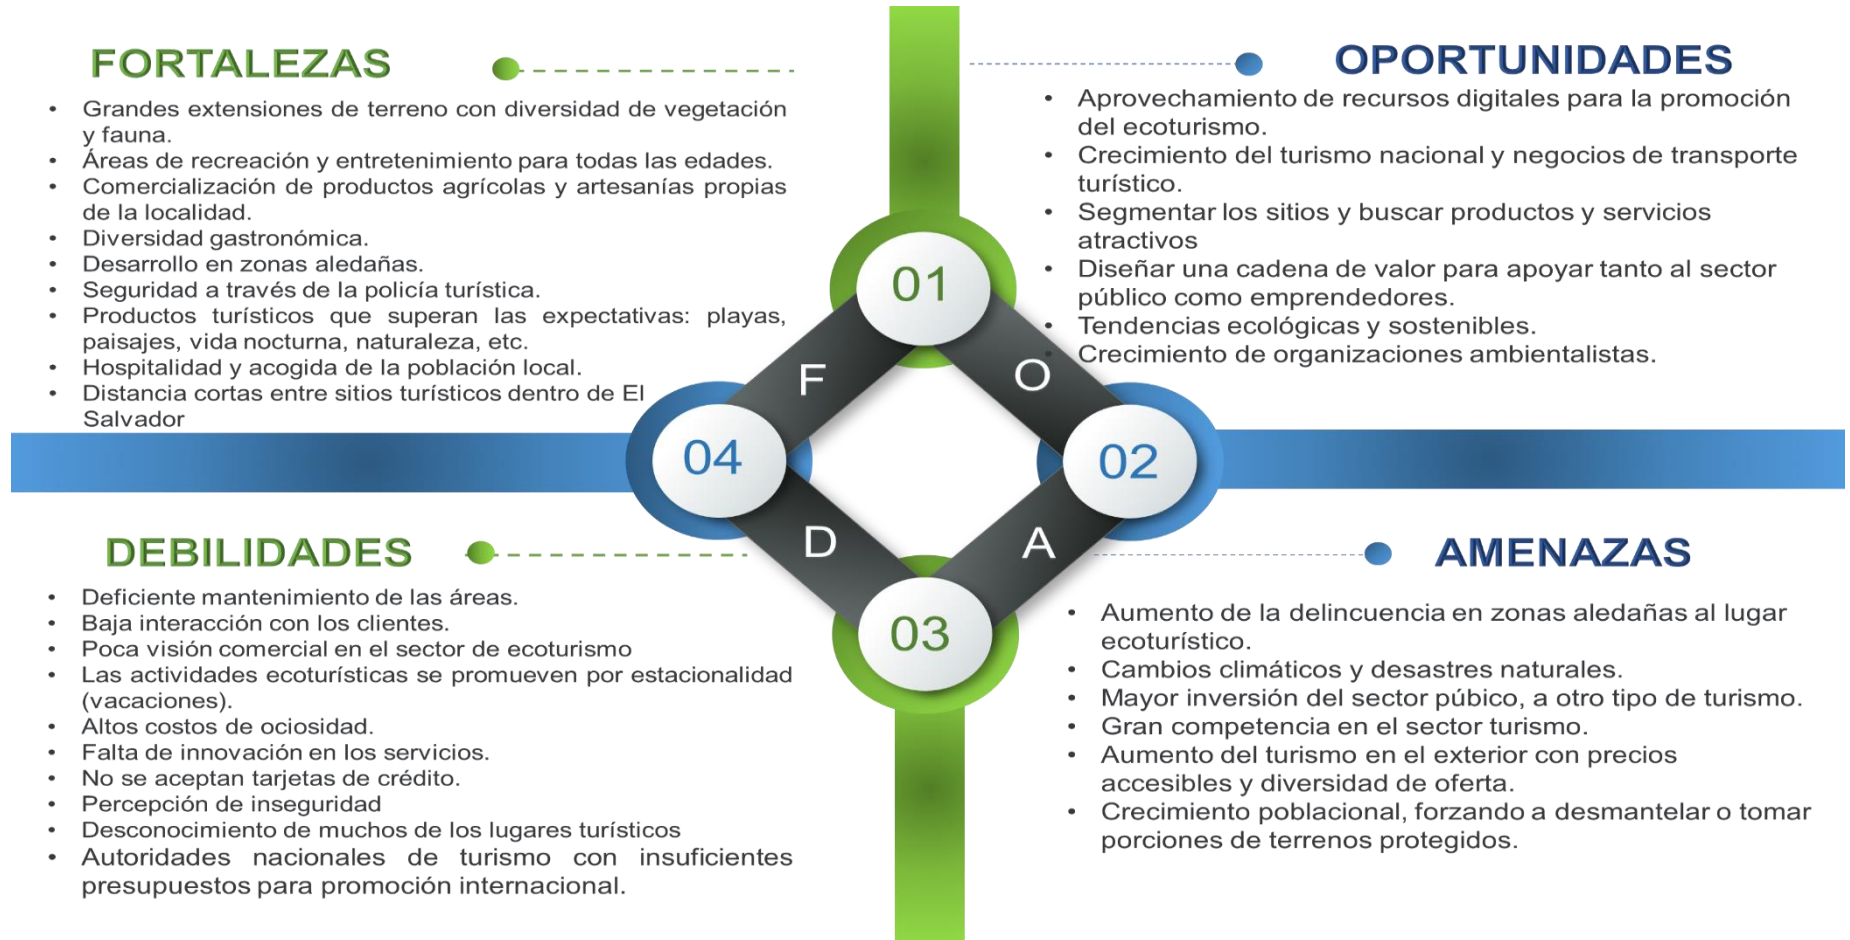 FORTALEZAS
• Grandes extensiones de terreno con diversidad de vegetación
y fauna.
• Áreas de recreación y entretenimiento para todas las edades.
• Comercialización de productos agrícolas y artesanías propias
de la localidad.
• Diversidad gastronómica.
• Desarrollo en zonas aledañas.
• Seguridad a través de la policía turística.
• Productos turísticos que superan las expectativas: playas,
paisajes, vida nocturna, naturaleza, etc.
• Hospitalidad y acogida de la población local.
• Distancia cortas entre sitios turísticos dentro de El
Salvador
OPORTUNIDADES
• Aprovechamiento de recursos digitales para la promoción
del ecoturismo.
• Crecimiento del turismo nacional y negocios de transporte
turístico.
• Segmentar los sitios y buscar productos y servicios
atractivos
• Diseñar una cadena de valor para apoyar tanto al sector
público como emprendedores.
• Tendencias ecológicas y sostenibles.
• Crecimiento de organizaciones ambientalistas.
01
F
O
04
02
D
A
03
DEBILIDADES
• Deficiente mantenimiento de las áreas.
• Baja interacción con los clientes.
• Poca visión comercial en el sector de ecoturismo
• Las actividades ecoturísticas se promueven por estacionalidad
(vacaciones).
• Altos costos de ociosidad.
• Falta de innovación en los servicios.
• No se aceptan tarjetas de crédito.
• Percepción de inseguridad
• Desconocimiento de muchos de los lugares turísticos
• Autoridades nacionales de turismo con insuficientes
presupuestos para promoción internacional.
AMENAZAS
• Aumento de la delincuencia en zonas aledañas al lugar
ecoturístico.
• Cambios climáticos y desastres naturales.
• Mayor inversión del sector púbico, a otro tipo de turismo.
• Gran competencia en el sector turismo.
• Aumento del turismo en el exterior con precios
accesibles y diversidad de oferta.
• Crecimiento poblacional, forzando a desmantelar o tomar
porciones de terrenos protegidos.